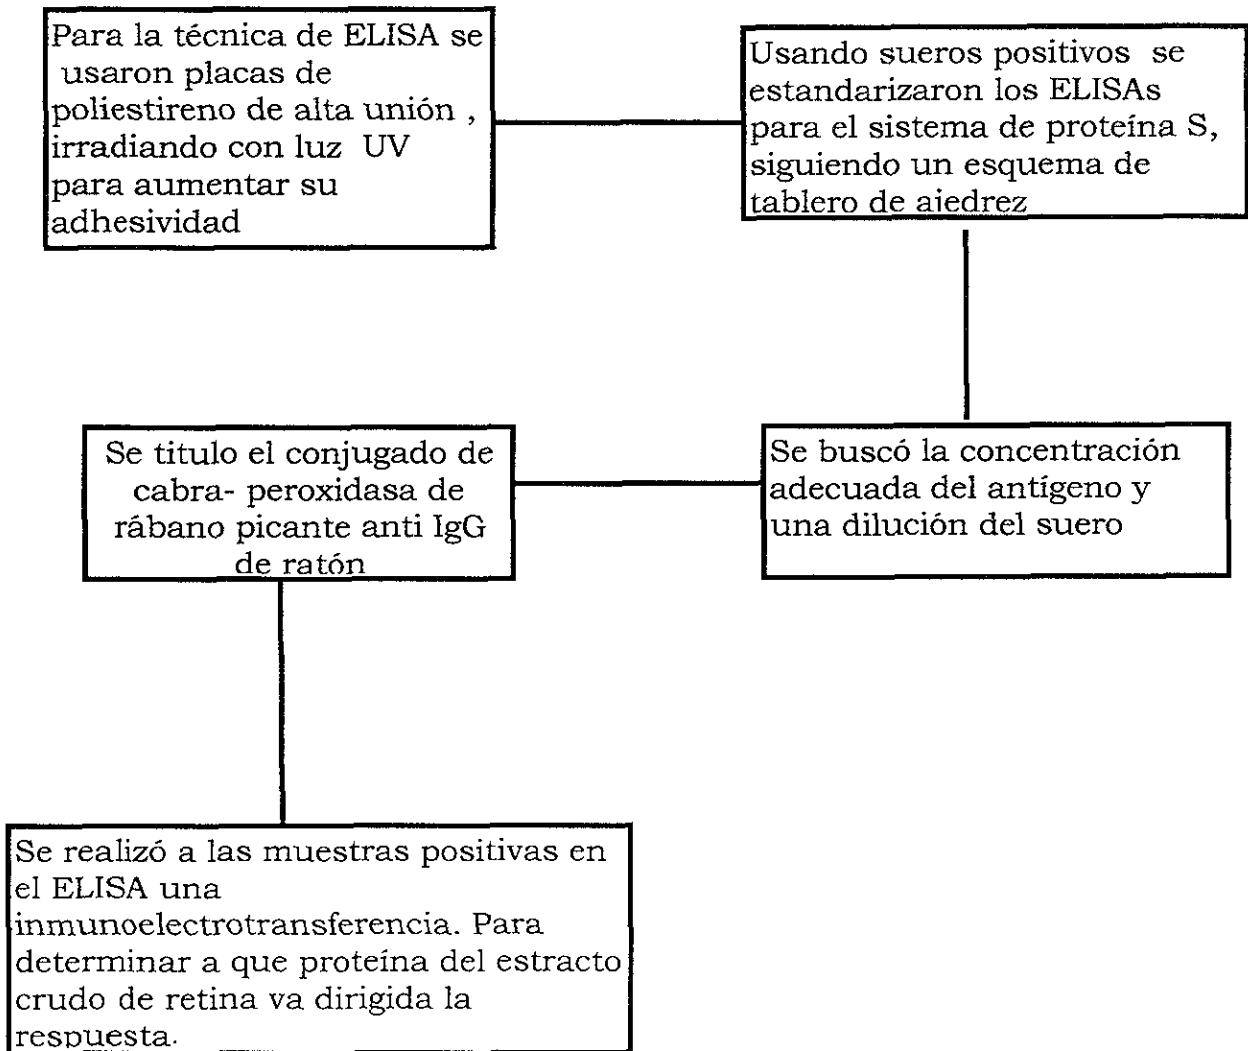 Para la técnica de ELISA se
usaron placas de
poliestireno de alta unión ,
irradiando con luz UV
para aumentar su
adhesividad
Usando sueros positivos se
estandarizaron los ELISAs
para el sistema de proteína S,
siguiendo un esquema de
tablero de ajedrez
Se buscó la concentración
adecuada del antígeno y
una dilución del suero
Se titulo el conjugado de
cabra- peroxidasa de
rábano picante anti IgG
de ratón
Se realizó a las muestras positivas en
el ELISA una
inmunoelectrotransferencia. Para
determinar a que proteína del estracto
crudo de retina va dirigida la
respuesta.